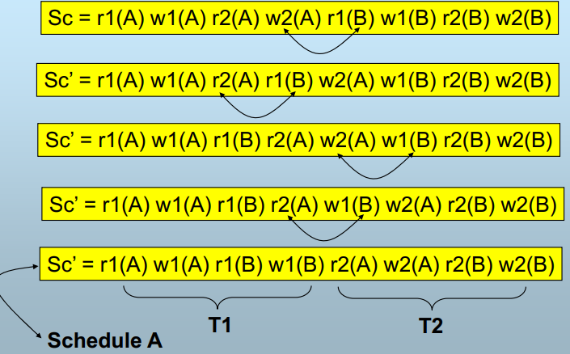 Sc = r1(A) w1(A) r2(A) w2(A) r1(B) w1(B) r2(B) w2(B)
Sc' = r1(A) w1(A) r2(A) r1(B) w2(A) w1(B) r2(B) w2(B)
Sc' = r1(A) w1(A) r1(B) r2(A) w2(A) w1(B) r2(B) w2(B)
Sc' = r1(A) w1(A) r1(B) r2(A) w1(B) w2(A) r2(B) w2(B)
Sc' = r1(A) w1(A) r1(B) w1(B) r2(A) w2(A) r2(B) w2(B)
T1 T2
Schedule A